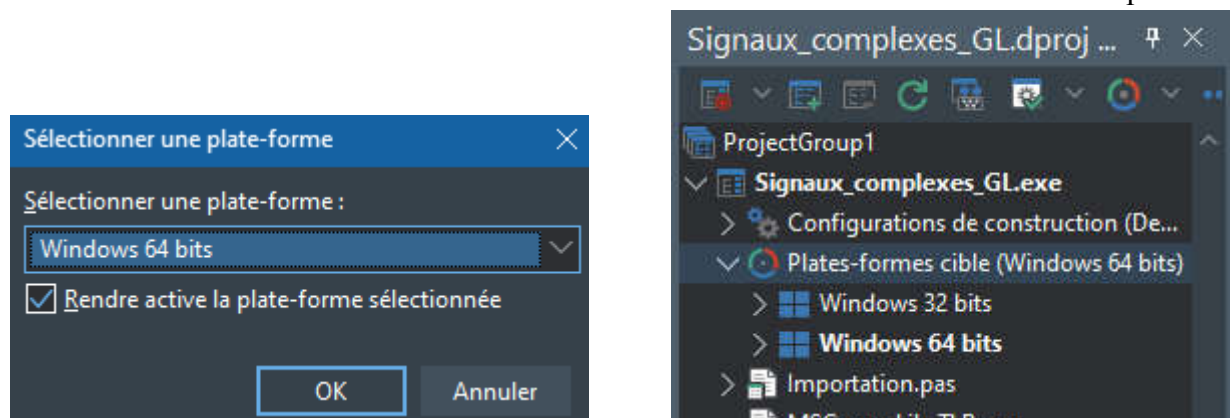 Sélectionner une plate-forme
Sélectionner une plate-forme :
Windows 64 bits
Rendre active la plate-forme sélectionnée
OK
Annuler
Signaux_complexes_GL.dproj ...
ProjectGroup1
Signaux_complexes_GL.exe
Configurations de construction (De...
Plates-formes cible (Windows 64 bits)
Windows 32 bits
Windows 64 bits
Importation.pas